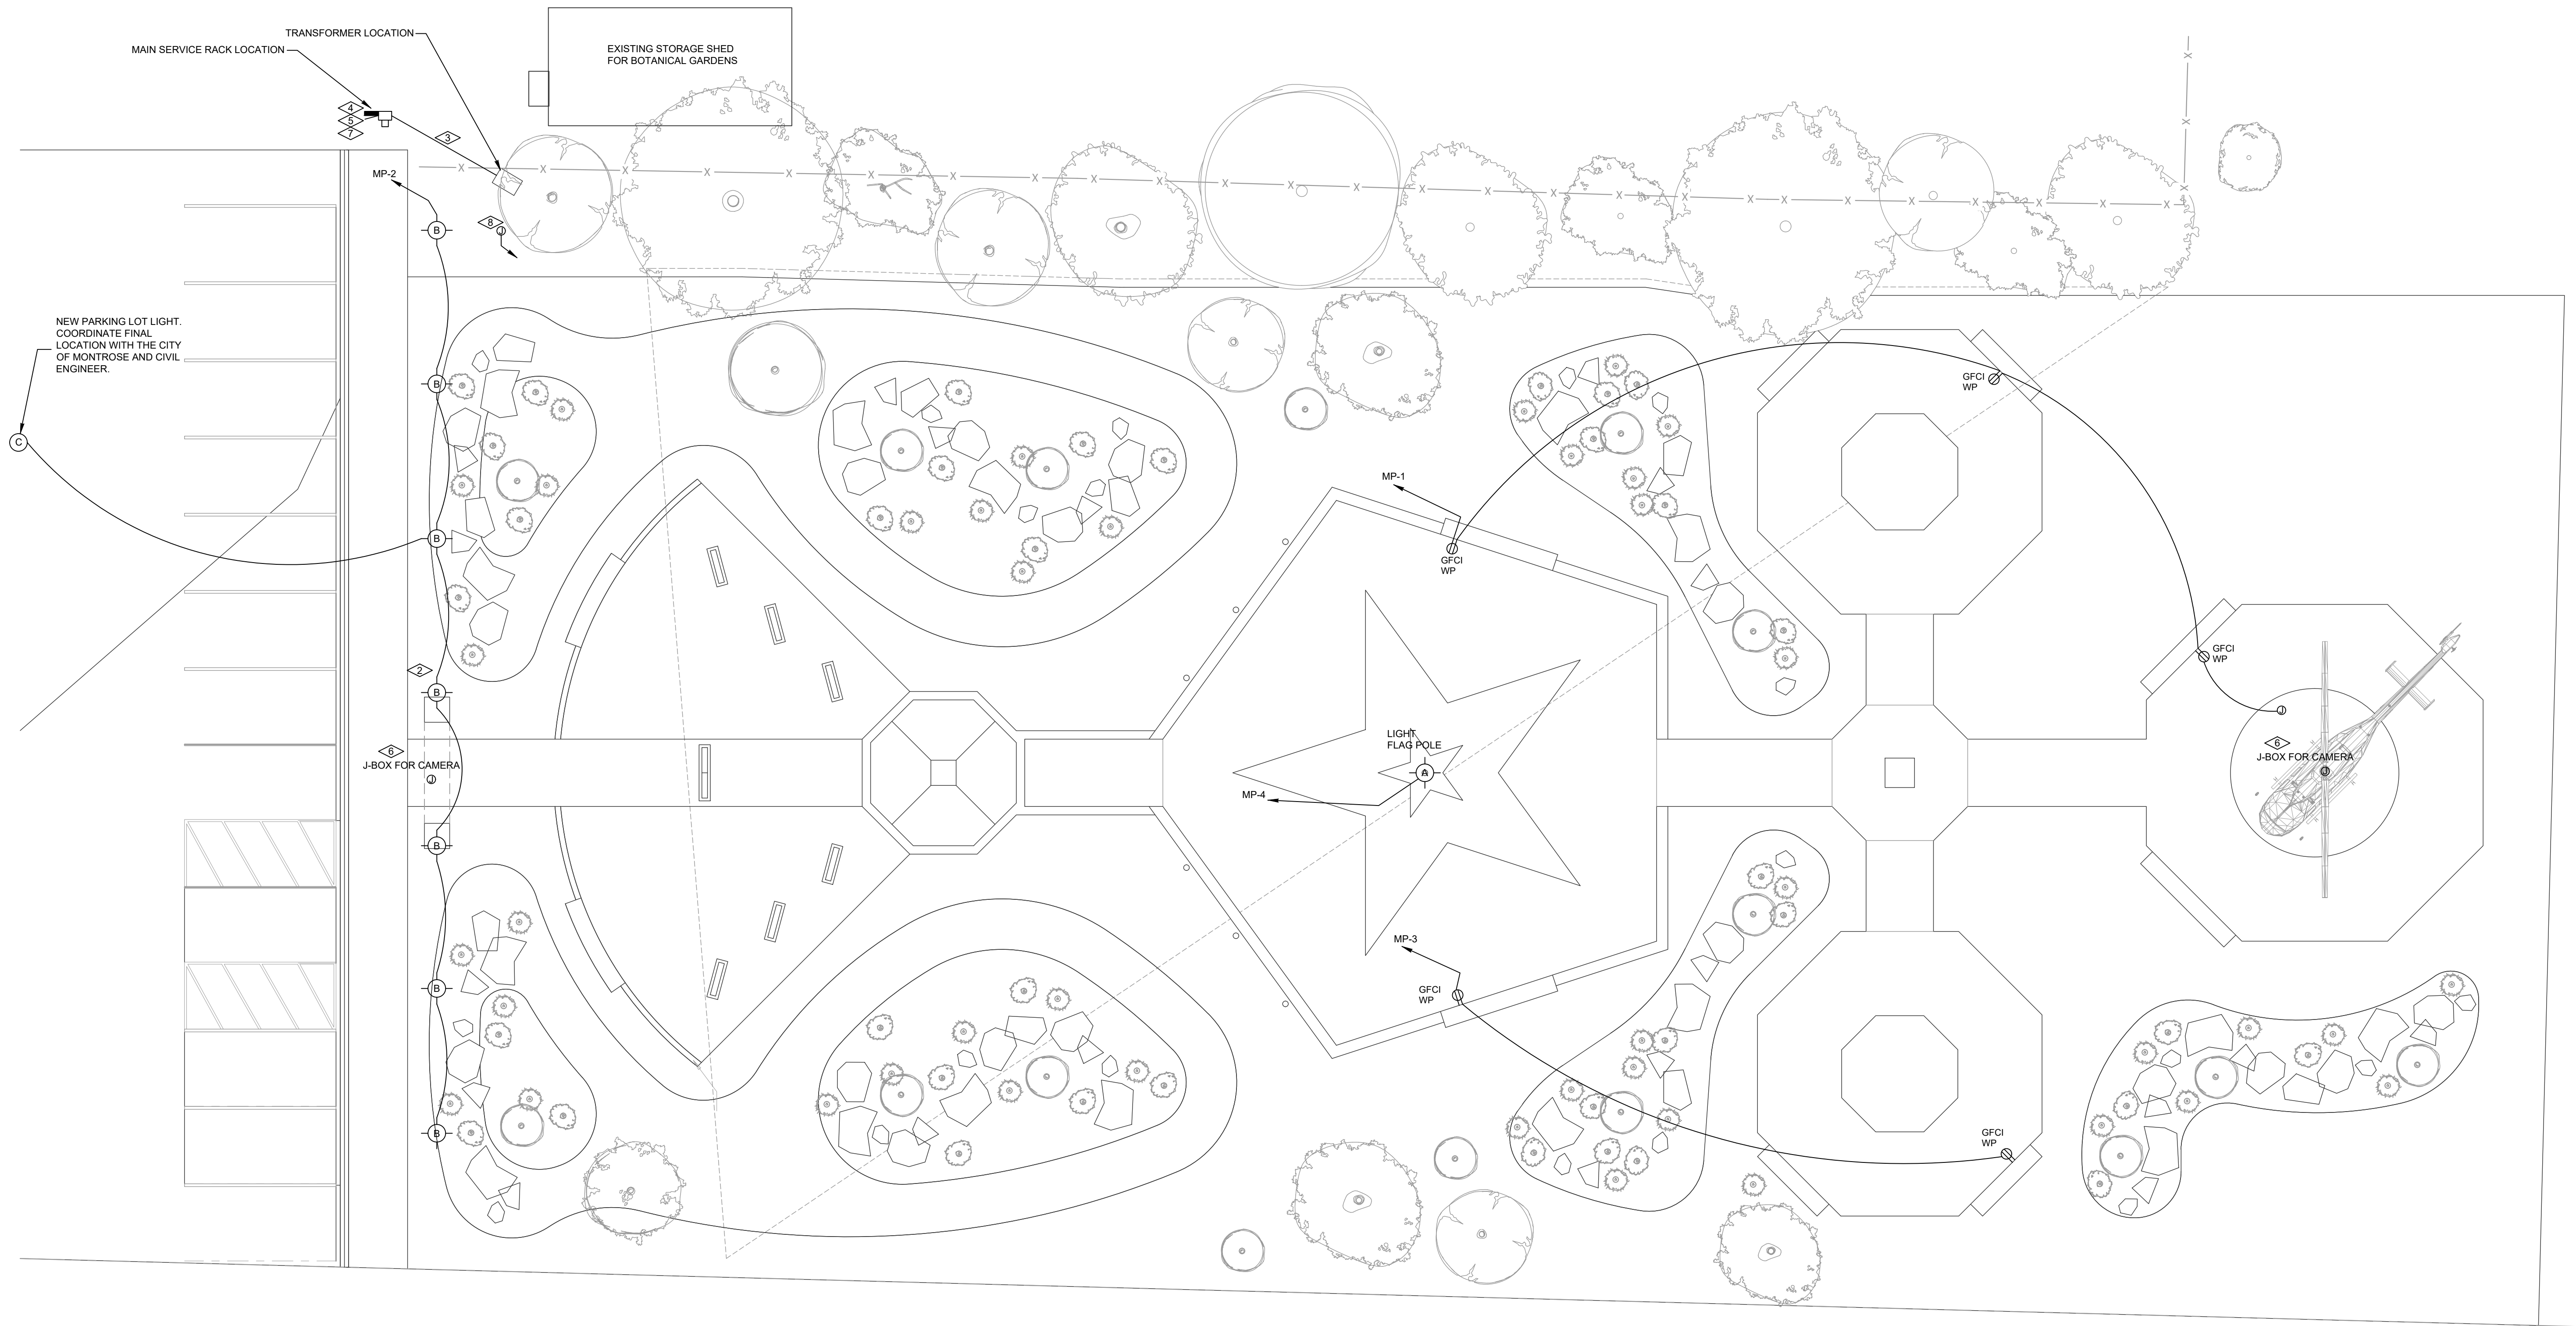 TRANSFORMER LOCATION
MAIN SERVICE RACK LOCATION
EXISTING STORAGE SHED
FOR BOTANICAL GARDENS
4
5
7
3
X X X X X X X X X X X X X X X X X X X X X X X X X X X
X
X
X
MP-2
8
J
B
NEW PARKING LOT LIGHT.
COORDINATE FINAL
LOCATION WITH THE CITY
OF MONTROSE AND CIVIL
ENGINEER.
C
B
B
GFCI
WP
MP-1
GFCI
WP
GFCI
WP
2
B
J
6
J-BOX FOR CAMERA
J
LIGHT
FLAG POLE
A
MP-4
6
J-BOX FOR CAMERA
J
B
MP-3
GFCI
WP
B
B
GFCI
WP